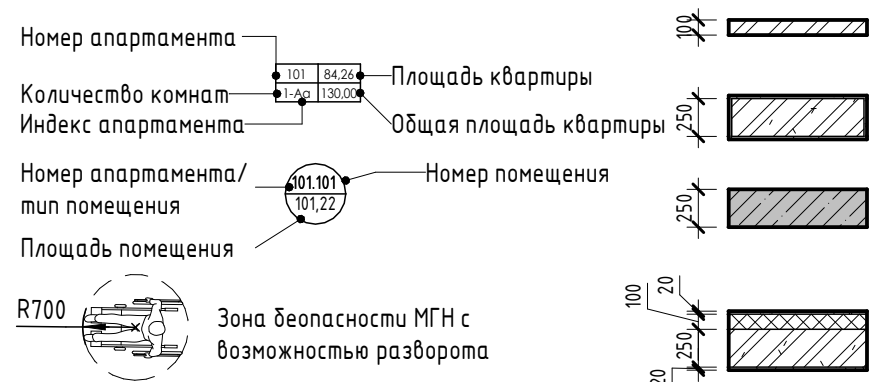 Номер апартамента
101 84,26
Площадь квартиры
Количество комнат
1-Аа 130,00
Индекс апартамента
Общая площадь квартиры
Номер апартамента/
тип помещения
101.101
101,22
Номер помещения
Площадь помещения
R700
Зона беопасности МГН с
возможностью разворота
100
250
250
20
100
250
20